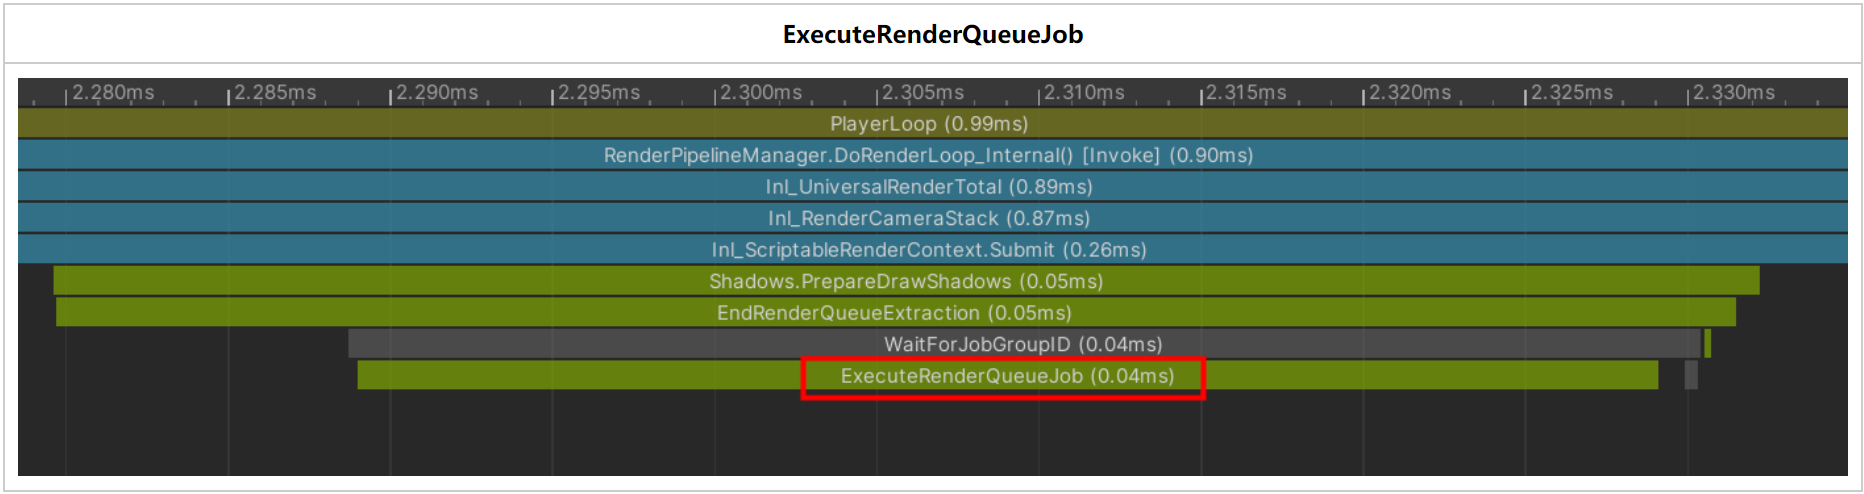 ExecuteRenderQueueJob
2.280ms 2.285ms 2.290ms 2.295ms 2.300ms 2.305ms 2.310ms 2.315ms 2.320ms 2.325ms 2.330ms
PlayerLoop (0.99ms)
RenderPipelineManager.DoRenderLoop_Internal() [Invoke] (0.90ms)
Inl_UniversalRenderTotal (0.89ms)
Inl_RenderCameraStack (0.87ms)
Inl_ScriptableRenderContext.Submit (0.26ms)
Shadows.PrepareDrawShadows (0.05ms)
EndRenderQueueExtraction (0.05ms)
WaitForJobGroupID (0.04ms)
ExecuteRenderQueueJob (0.04ms)